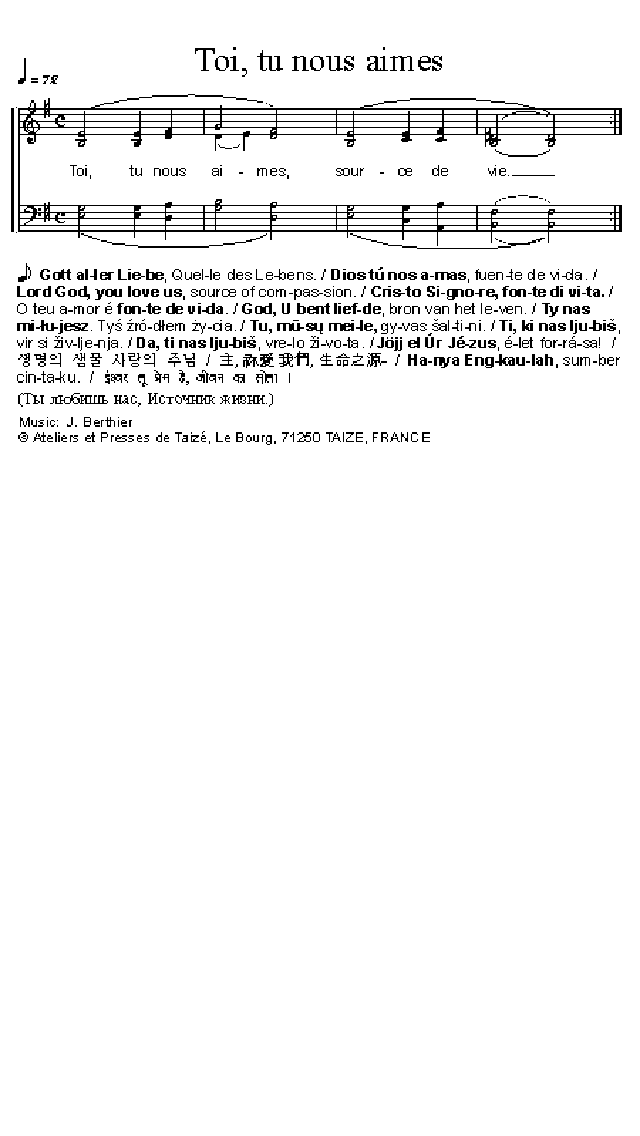 Toi, tu nous aimes
= 72
Toi, tu nous ai - mes, sour - ce de vie.
Gott al-ler Lie-be, Quel-le des Le-bens. / Dios tú nos a-mas, fuen-te de vi-da. /
Lord God, you love us, source of com-pas-sion. / Cris-to Si-gno-re, fon-te di vi-ta. /
O teu a-mor é fon-te de vi-da. / God, U bent lief-de, bron van het le-ven. / Ty nas
mi-łu-jesz. Tyś źró-dłem ży-cia. / Tu, mū-sų mei-le, gy-vas šal-ti-ni. / Ti, ki nas lju-biš,
vir si živ-lje-nja. / Da, ti nas lju-biš, vre-lo ži-vo-ta. / Jöjj el Úr Jé-zus, é-let for-rá-sa! /
생명의 샘물 사랑의 주님 / 主, 祢愛我們, 生命之源- / Ha-nya Eng-kau-lah, sum-ber
cin-ta-ku. / ईश्वर तू प्रेम है, जीवन का सोता ।
(Ты любишь нас, Источник жизни.)
Music: J. Berthier
© Ateliers et Presses de Taizé, Le Bourg, 71250 TAIZE, FRANCE